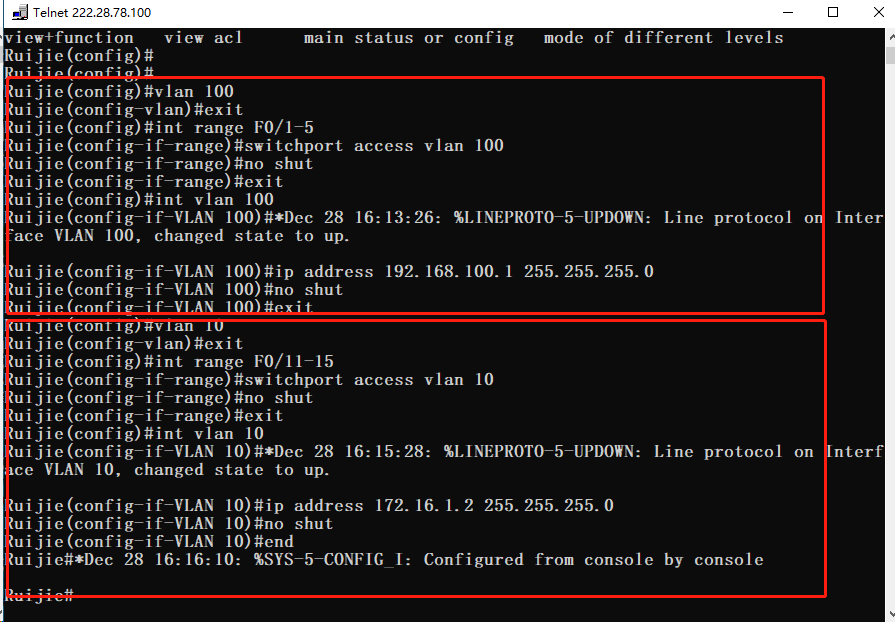 Telnet 222.28.78.100
view+function view acl main status or config mode of different levels
Ruijie(config)#
Ruijie(config)#
Ruijie(config)#vlan 100
Ruijie(config-vlan)#exit
Ruijie(config)#int range F0/1-5
Ruijie(config-if-range)#switchport access vlan 100
Ruijie(config-if-range)#no shut
Ruijie(config-if-range)#exit
Ruijie(config)#int vlan 100
Ruijie(config-if-VLAN 100)#*Dec 28 16:13:26: %LINEPROTO-5-UPDOWN: Line protocol on Inter
face VLAN 100, changed state to up.
Ruijie(config-if-VLAN 100)#ip address 192.168.100.1 255.255.255.0
Ruijie(config-if-VLAN 100)#no shut
Ruijie(config-if-VLAN 100)#exit
Ruijie(config)#vlan 10
Ruijie(config-vlan)#exit
Ruijie(config)#int range F0/11-15
Ruijie(config-if-range)#switchport access vlan 10
Ruijie(config-if-range)#no shut
Ruijie(config-if-range)#exit
Ruijie(config)#int vlan 10
Ruijie(config-if-VLAN 10)#*Dec 28 16:15:28: %LINEPROTO-5-UPDOWN: Line protocol on Interf
ace VLAN 10, changed state to up.
Ruijie(config-if-VLAN 10)#ip address 172.16.1.2 255.255.255.0
Ruijie(config-if-VLAN 10)#no shut
Ruijie(config-if-VLAN 10)#end
Ruijie#*Dec 28 16:16:10: %SYS-5-CONFIG_I: Configured from console by console
Ruijie#